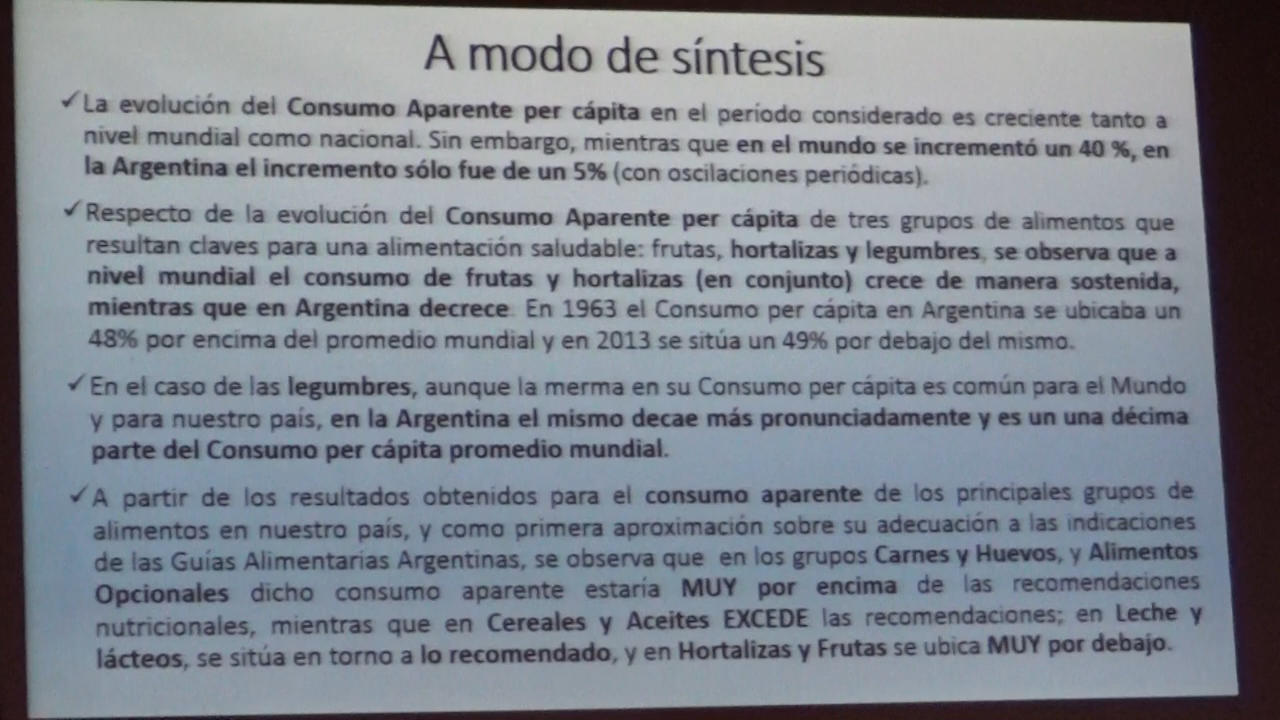 A modo de síntesis
✓La evolución del Consumo Aparente per cápita en el período considerado es creciente tanto a
nivel mundial como nacional. Sin embargo, mientras que en el mundo se incrementó un 40 %, en
la Argentina el incremento sólo fue de un 5% (con oscilaciones periódicas).
✓Respecto de la evolución del Consumo Aparente per cápita de tres grupos de alimentos que
resultan claves para una alimentación saludable: frutas, hortalizas y legumbres, se observa que a
nivel mundial el consumo de frutas y hortalizas (en conjunto) crece de manera sostenida,
mientras que en Argentina decrece. En 1963 el Consumo per cápita en Argentina se ubicaba un
48% por encima del promedio mundial y en 2013 se sitúa un 49% por debajo del mismo.
✓En el caso de las legumbres, aunque la merma en su Consumo per cápita es común para el Mundo
y para nuestro país, en la Argentina el mismo decae más pronunciadamente y es un una décima
parte del Consumo per cápita promedio mundial.
✓A partir de los resultados obtenidos para el consumo aparente de los principales grupos de
alimentos en nuestro país, y como primera aproximación sobre su adecuación a las indicaciones
de las Guías Alimentarias Argentinas, se observa que en los grupos Carnes y Huevos, y Alimentos
Opcionales dicho consumo aparente estaría MUY por encima de las recomendaciones
nutricionales, mientras que en Cereales y Aceites EXCEDE las recomendaciones; en Leche y
lácteos, se sitúa en torno a lo recomendado, y en Hortalizas y Frutas se ubica MUY por debajo.